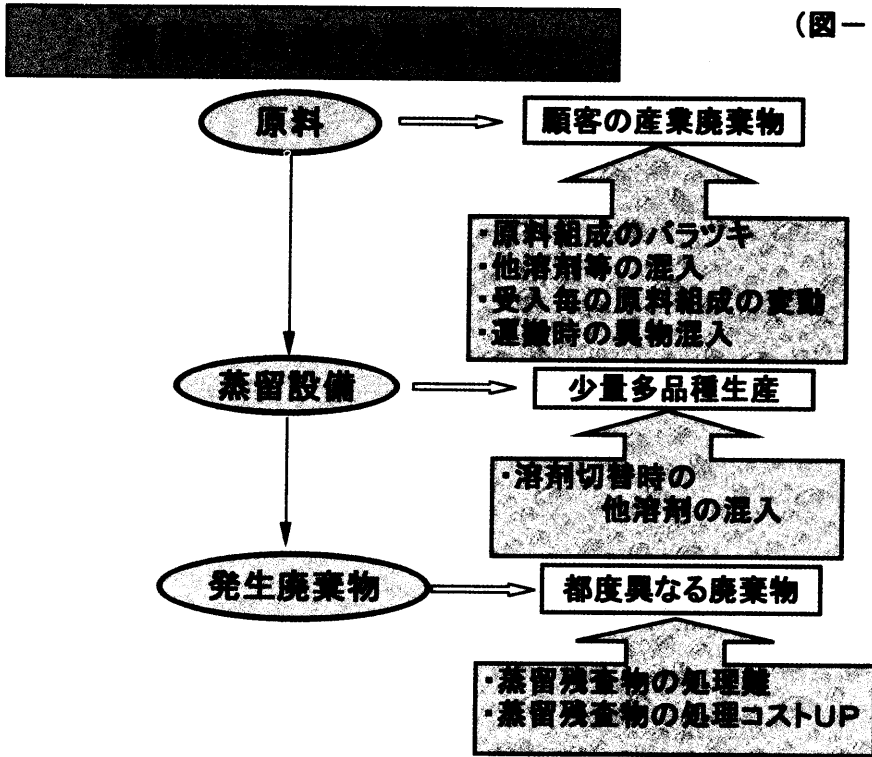 (図－
原料
顧客の産業廃棄物
・原料組成のバラツキ
・他溶剤等の混入
・受入毎の原料組成の変動
・運搬時の異物混入
蒸留設備
少量多品種生産
・溶剤切替時の
他溶剤の混入
発生廃棄物
都度異なる廃棄物
・蒸留残査物の処理難
・蒸留残査物の処理コストUP